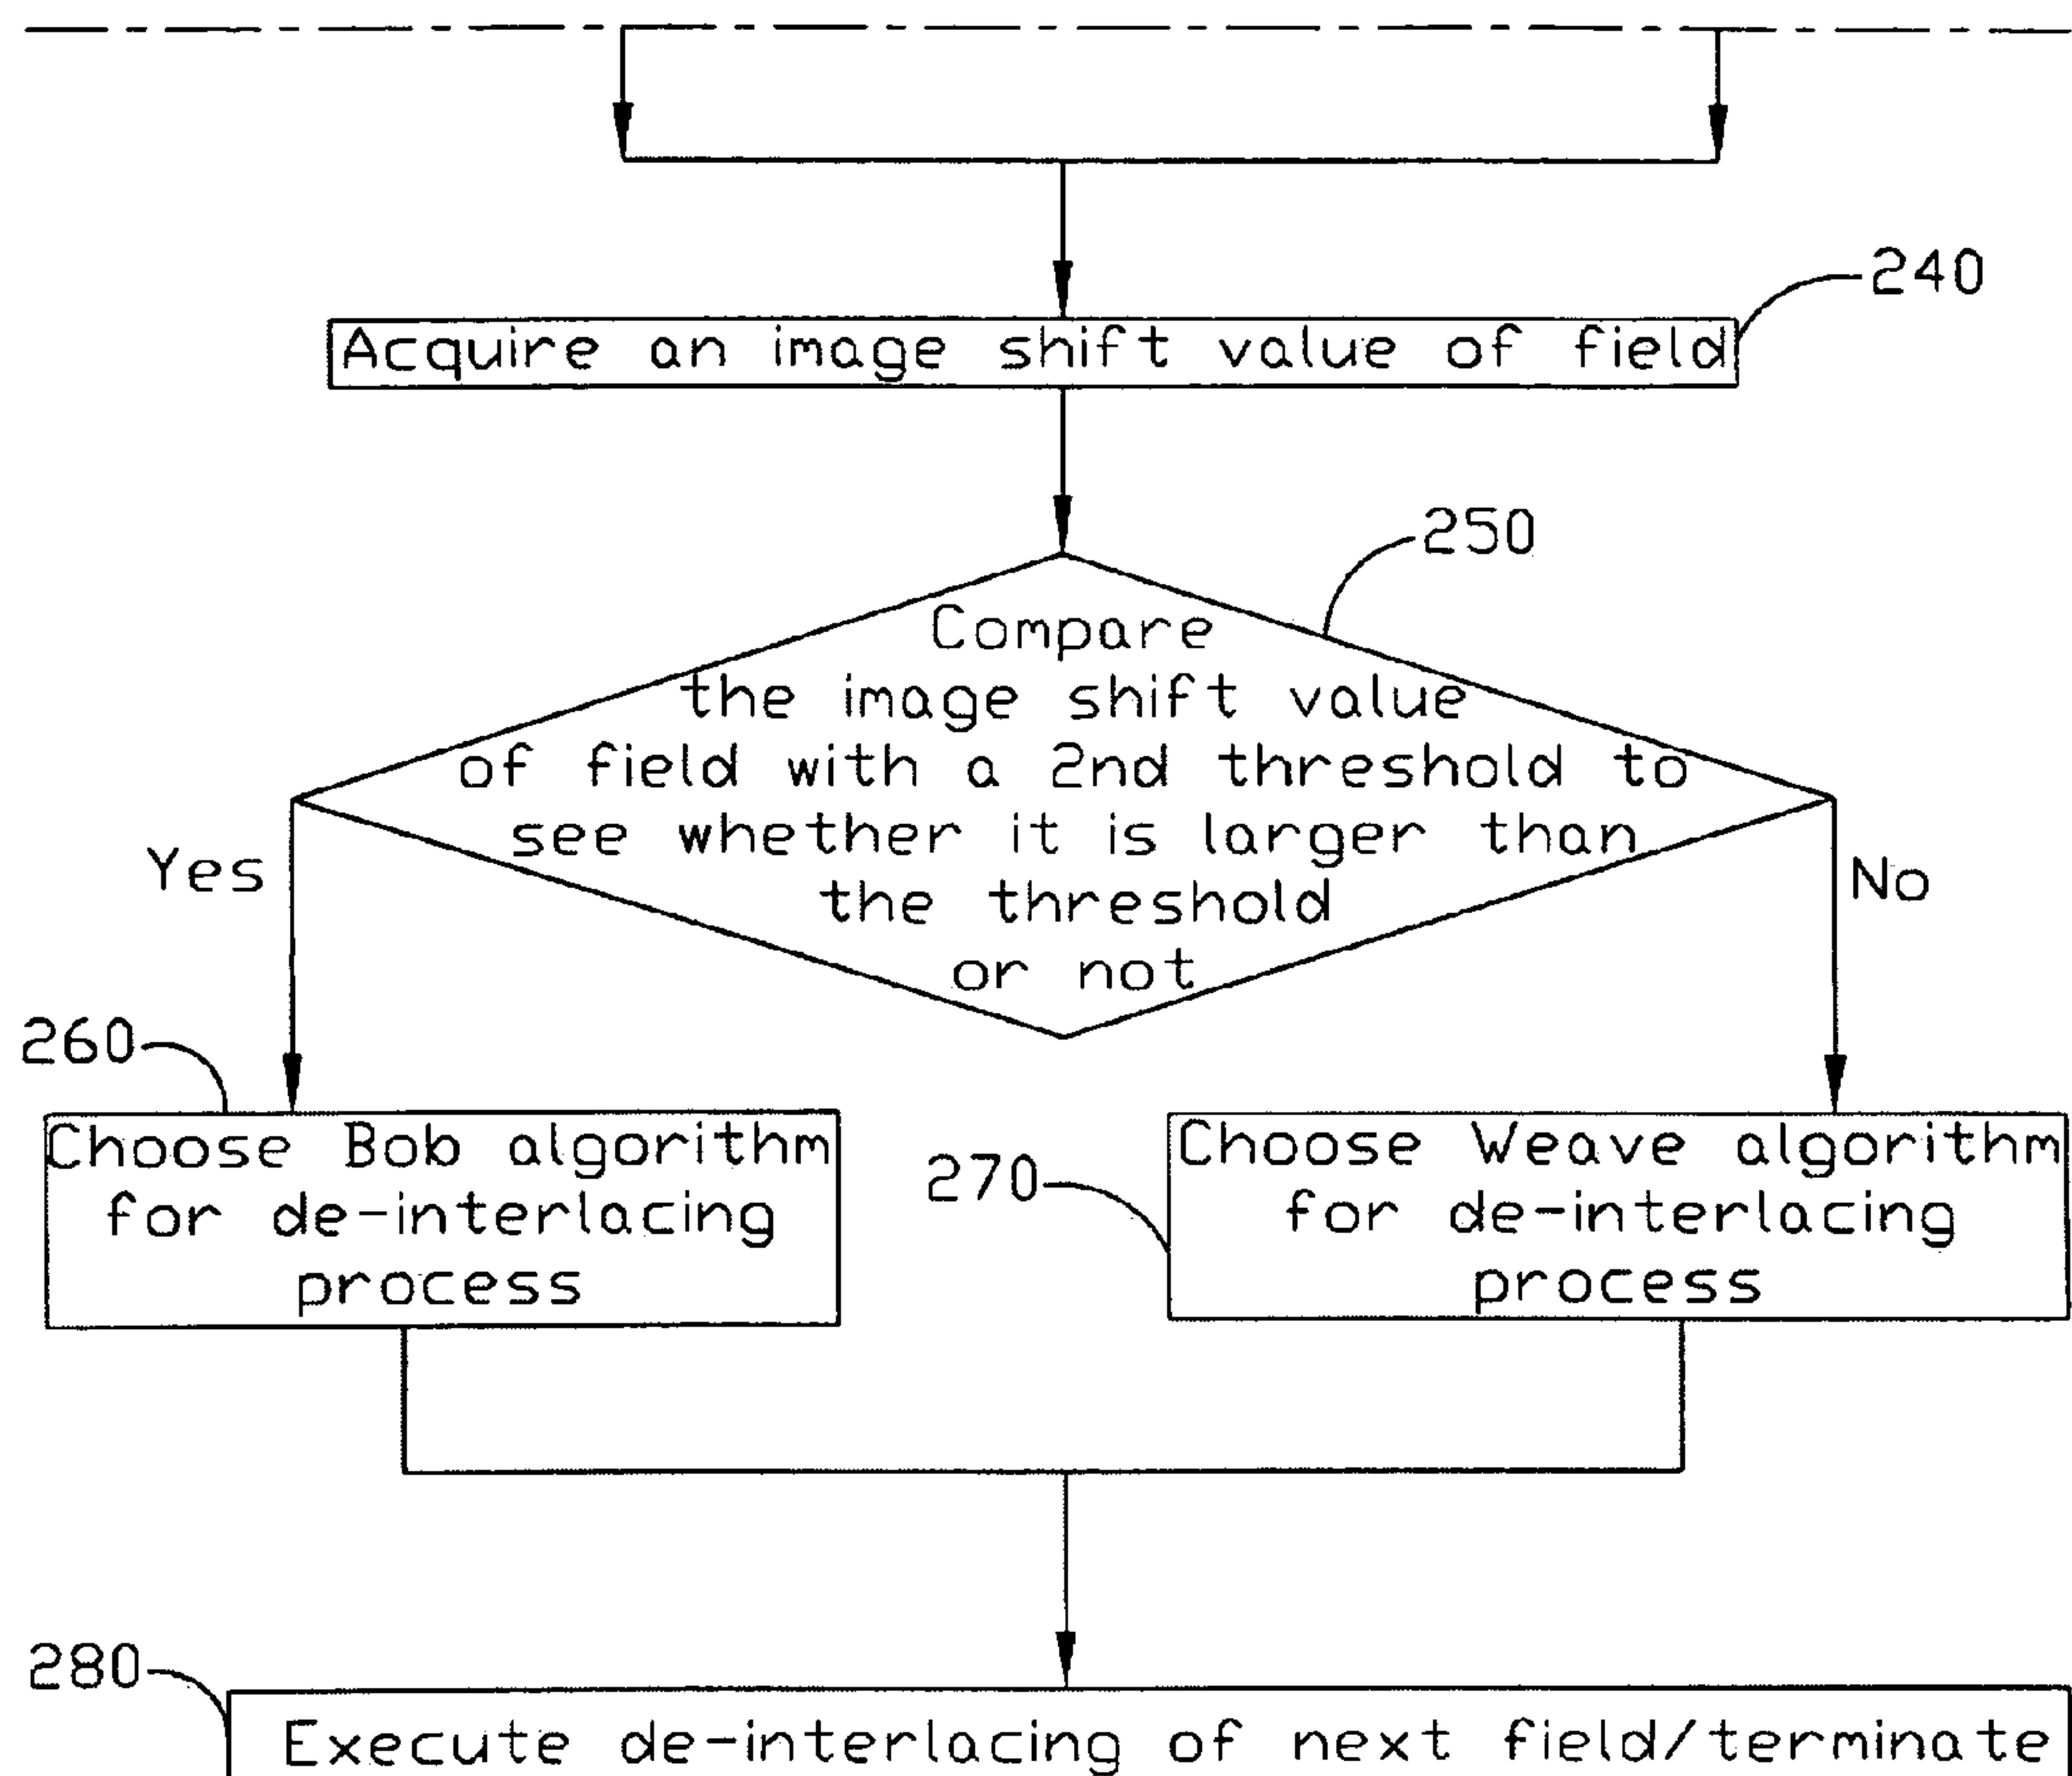 240
Acquire an image shift value of field
250
Compare
the image shift value
of field with a 2nd threshold to
see whether it is larger than
the threshold
or not
Yes
No
260
Choose Bob algorithm
for de-interlacing
process
270
Choose Weave algorithm
for de-interlacing
process
280
Execute de-interlacing of next field/terminate